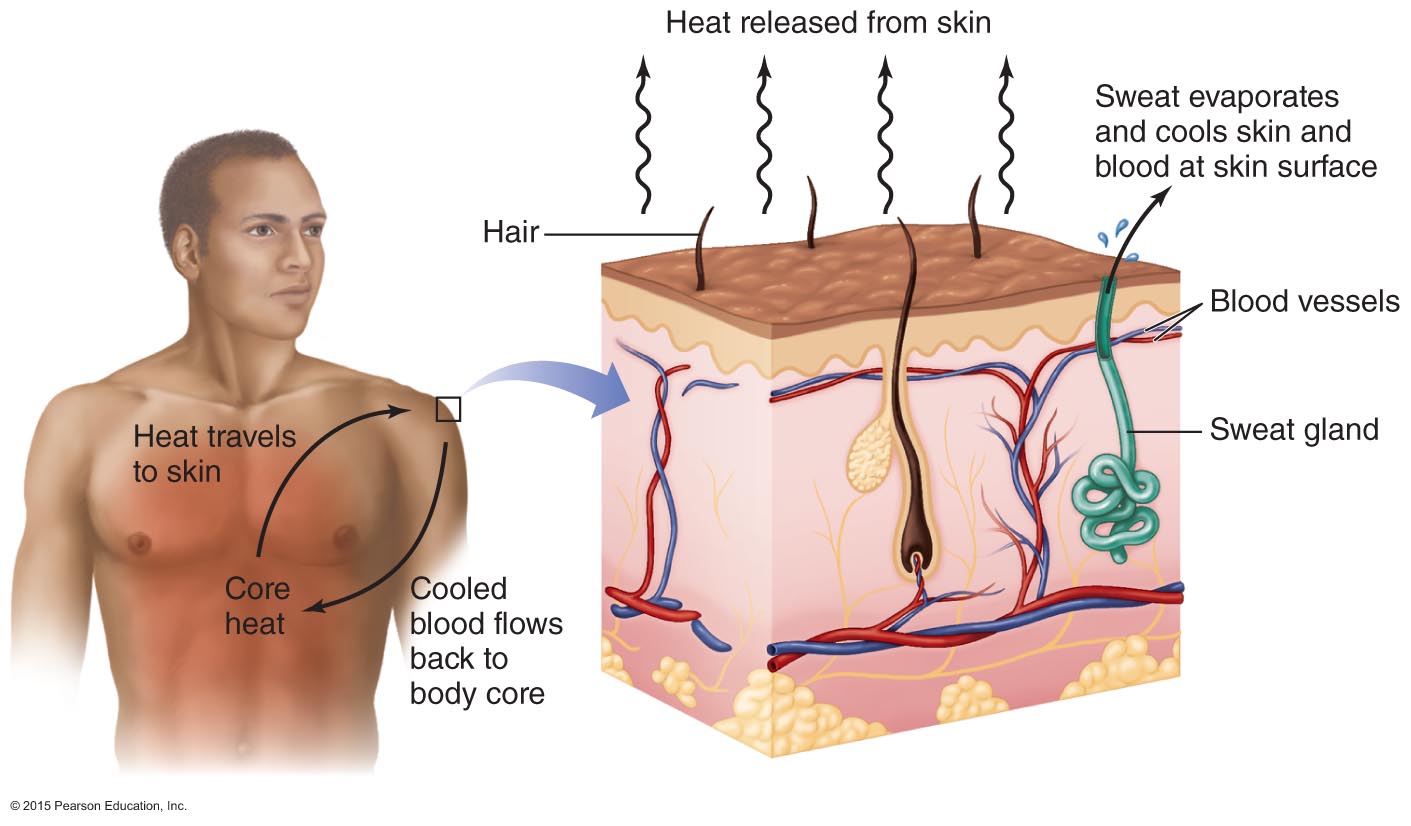 Heat released from skin
Sweat evaporates
and cools skin and
blood at skin surface
Hair
Blood vessels
Heat travels
to skin
Sweat gland
Core
heat
Cooled
blood flows
back to
body core
© 2015 Pearson Education, Inc.